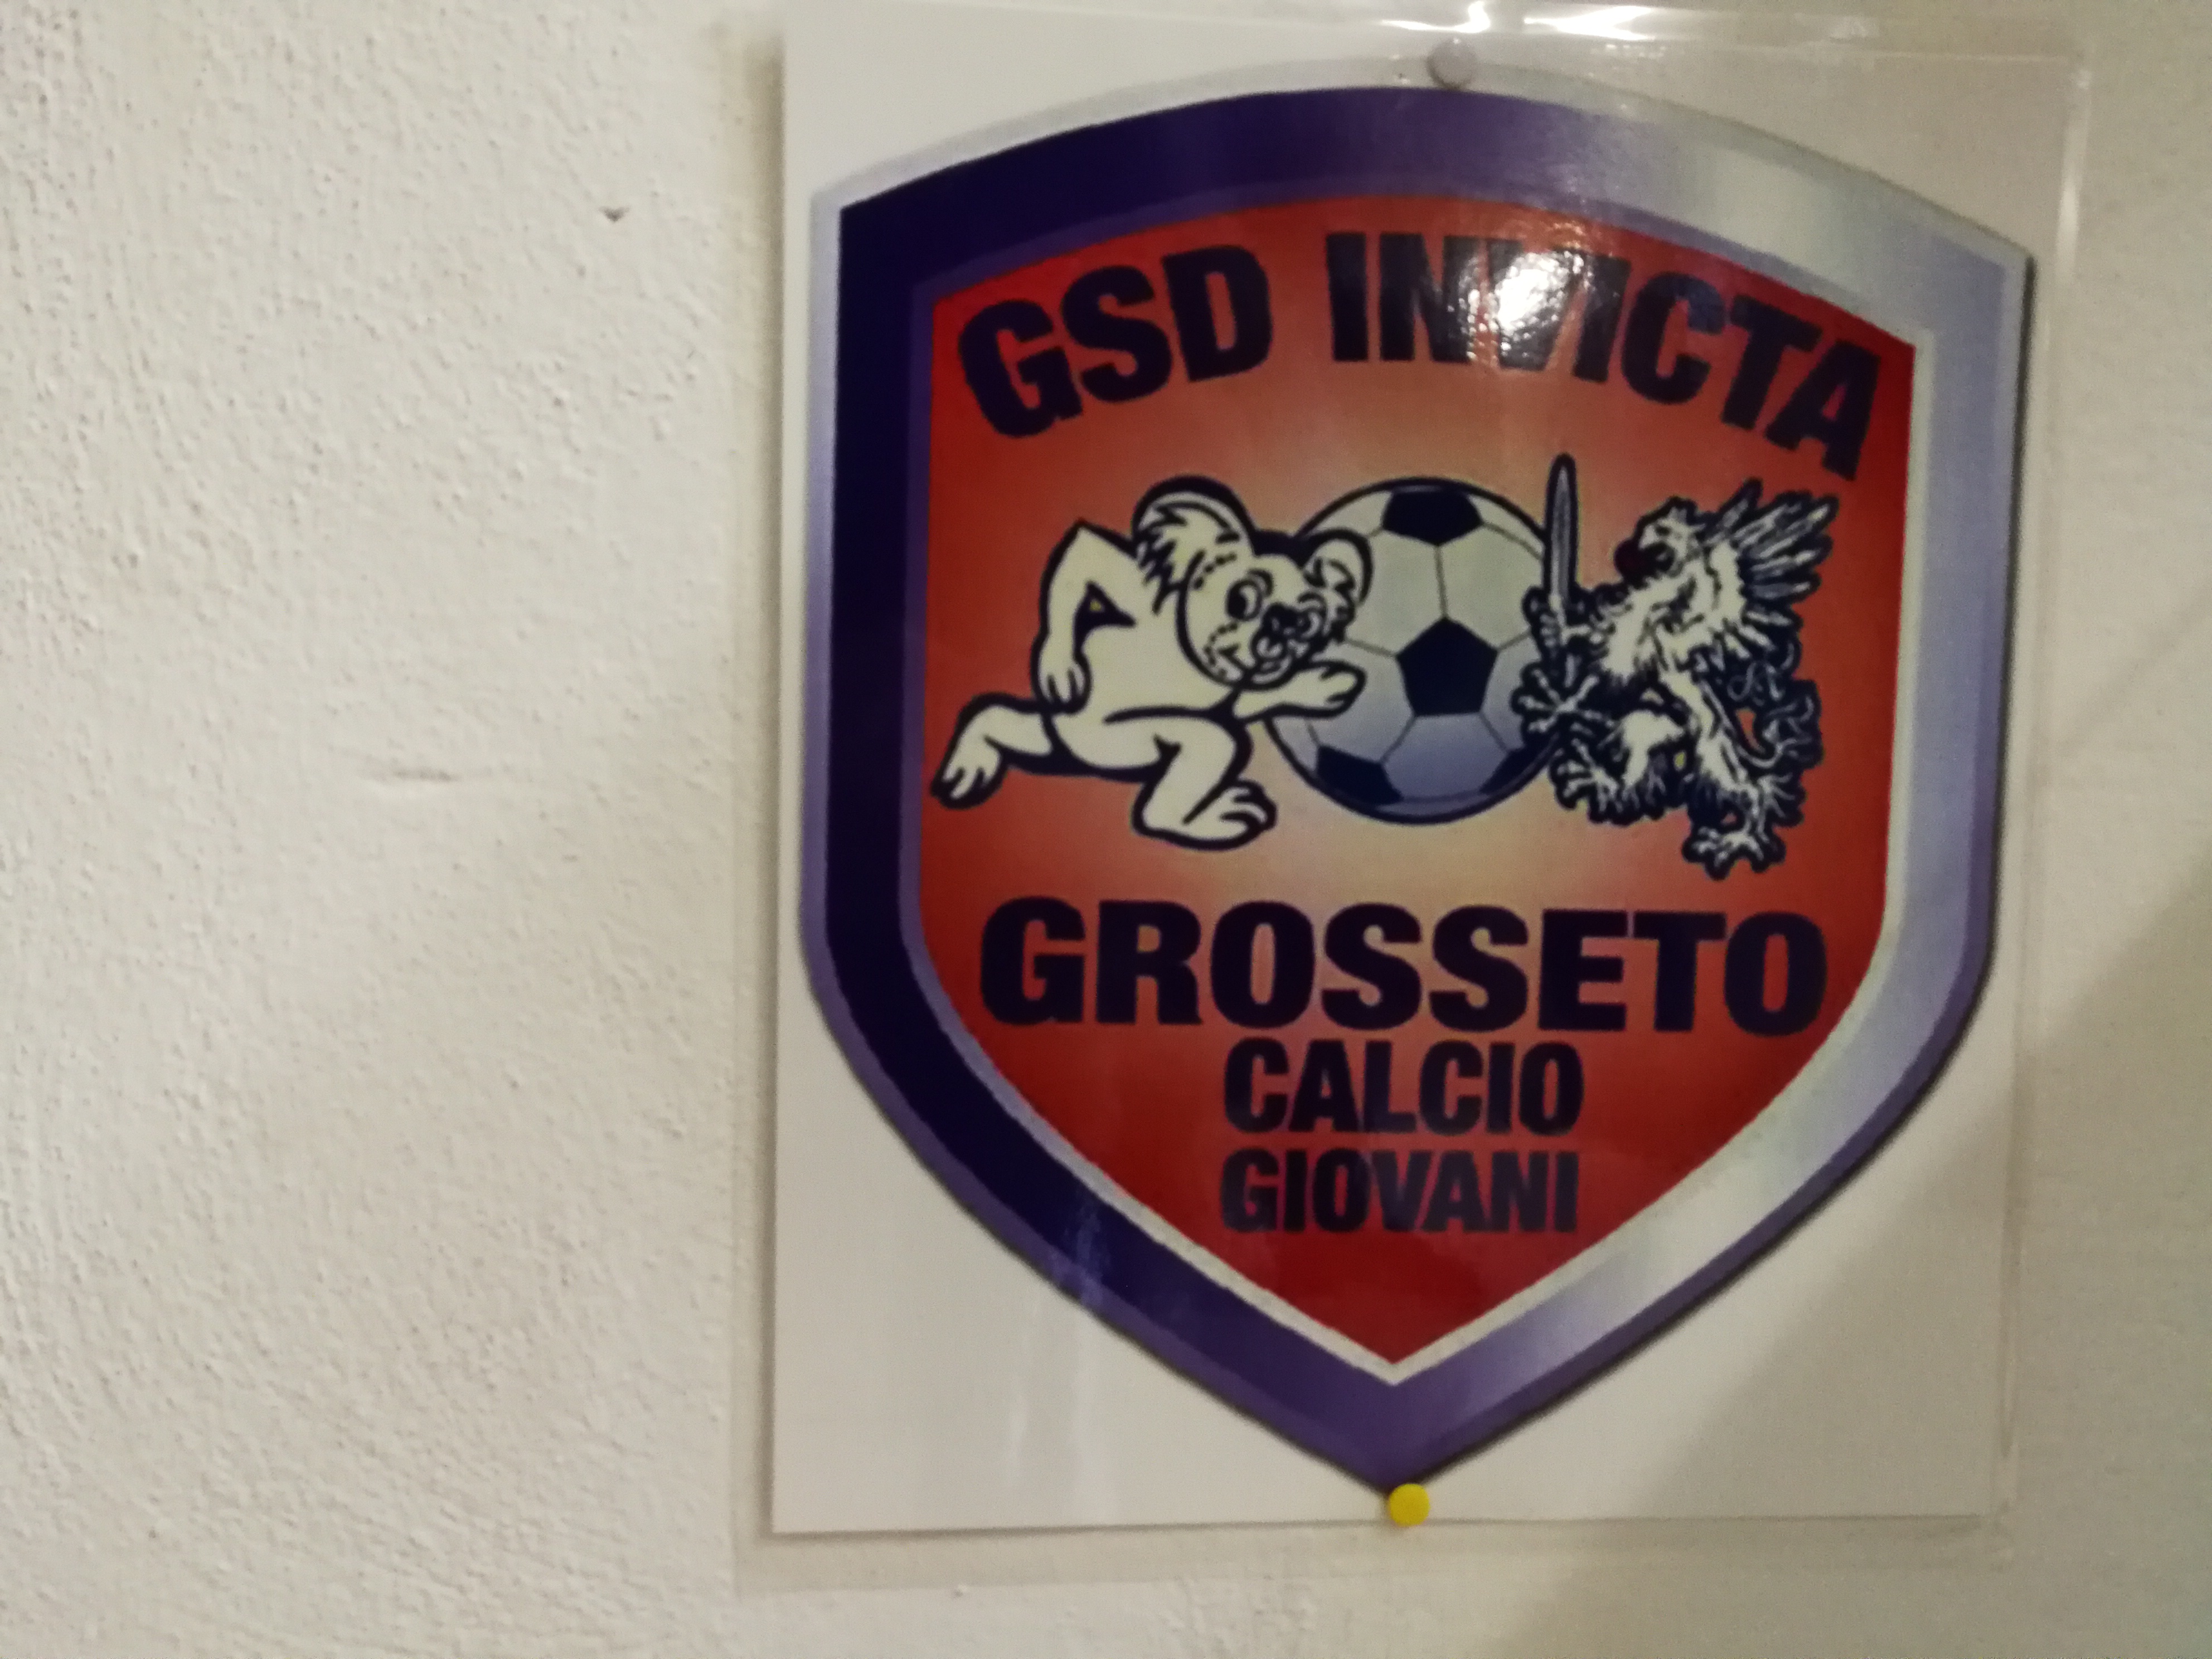 GSD INVICTA
GROSSETO
CALCIO
GIOVANI